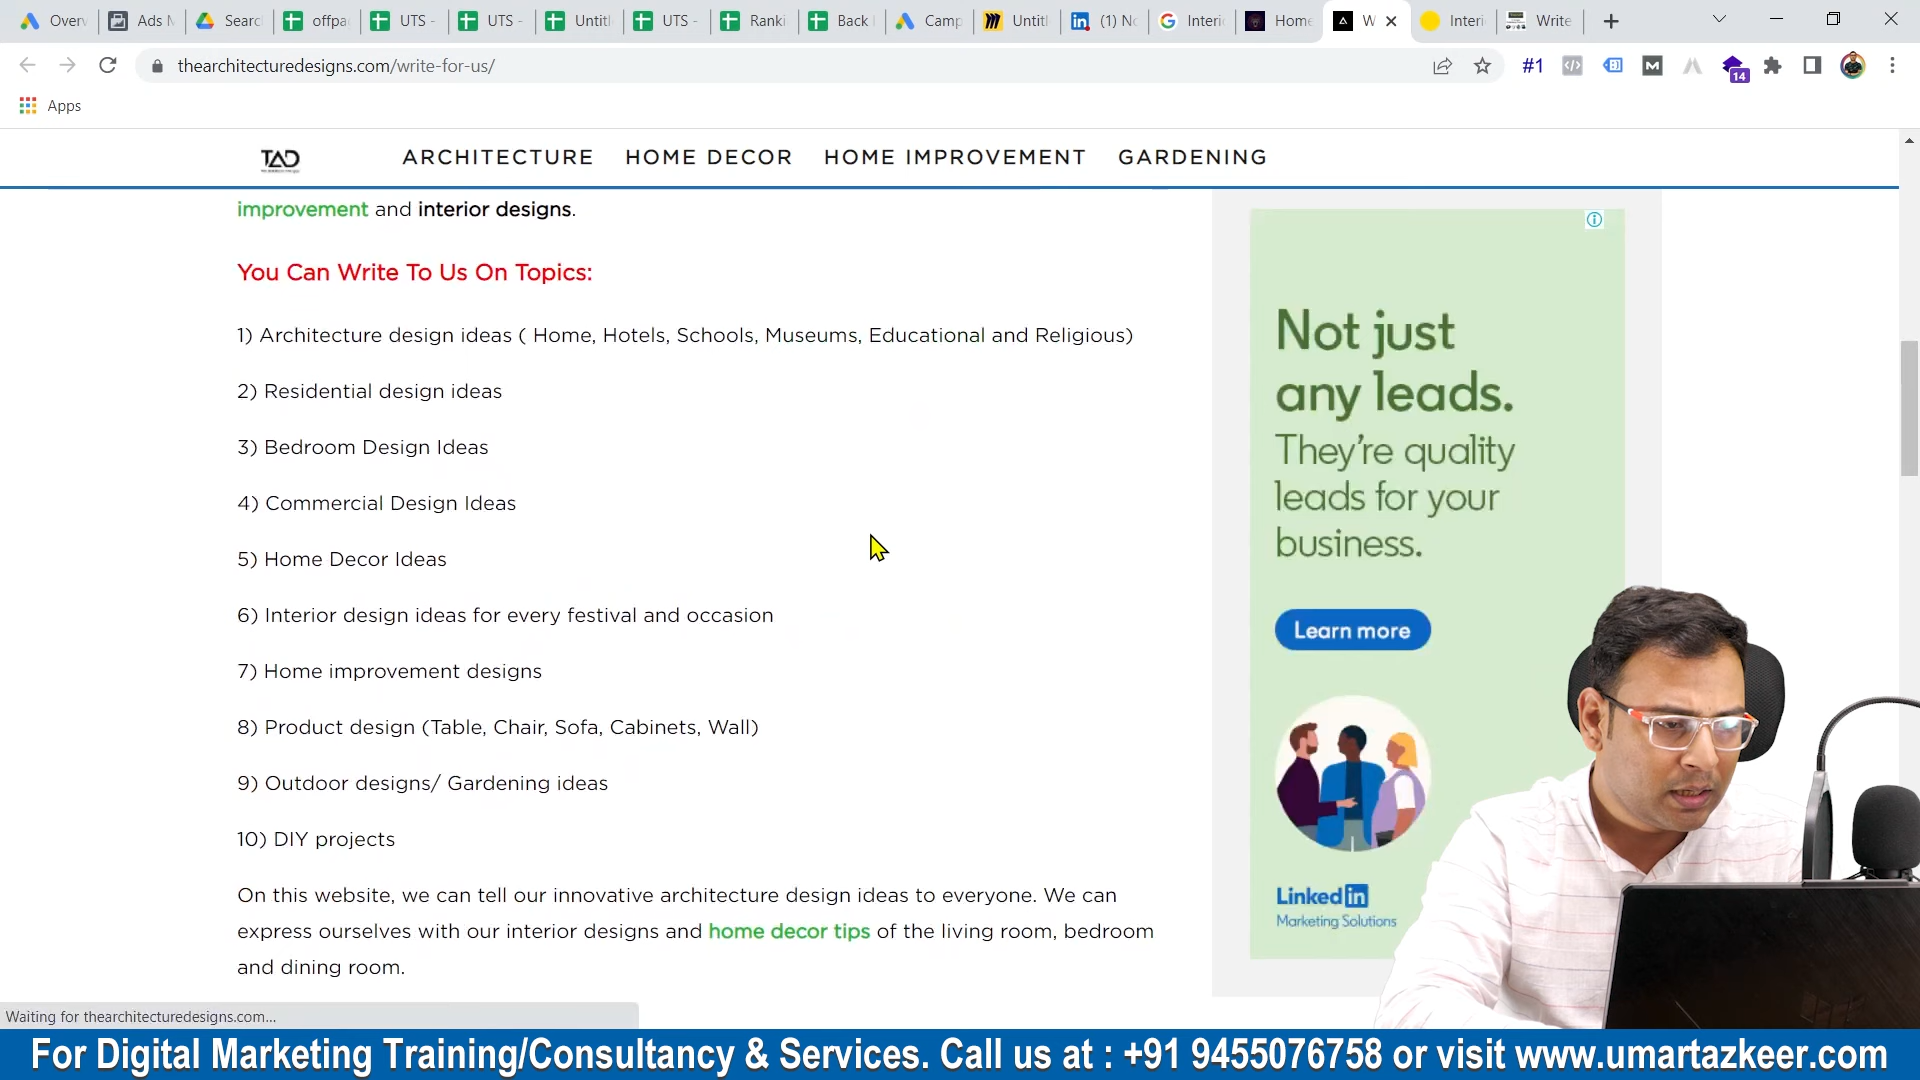 Overv
Ads M
Searc
offpa
UTS -
UTS -
Untitl
UTS -
Ranki
Back
Camp
Untitl
(1) No
Interic
Home
W
Interi
Write
thearchitecturedesigns.com/write-for-us/
#1
14
Apps
TAD
ARCHITECTURE HOME DECOR HOME IMPROVEMENT GARDENING
improvement and interior designs.
You Can Write To Us On Topics:
1) Architecture design ideas ( Home, Hotels, Schools, Museums, Educational and Religious)
2) Residential design ideas
3) Bedroom Design Ideas
4) Commercial Design Ideas
5) Home Decor Ideas
6) Interior design ideas for every festival and occasion
7) Home improvement designs
8) Product design (Table, Chair, Sofa, Cabinets, Wall)
9) Outdoor designs/ Gardening ideas
10) DIY projects
On this website, we can tell our innovative architecture design ideas to everyone. We can
express ourselves with our interior designs and home decor tips of the living room, bedroom
and dining room.
Not just
any leads.
They're quality
leads for your
business.
Learn more
Linked in
Marketing Solutions
Waiting for thearchitecturedesigns.com...
For Digital Marketing Training/Consultancy & Services. Call us at : +91 9455076758 or visit www.umartazkeer.com